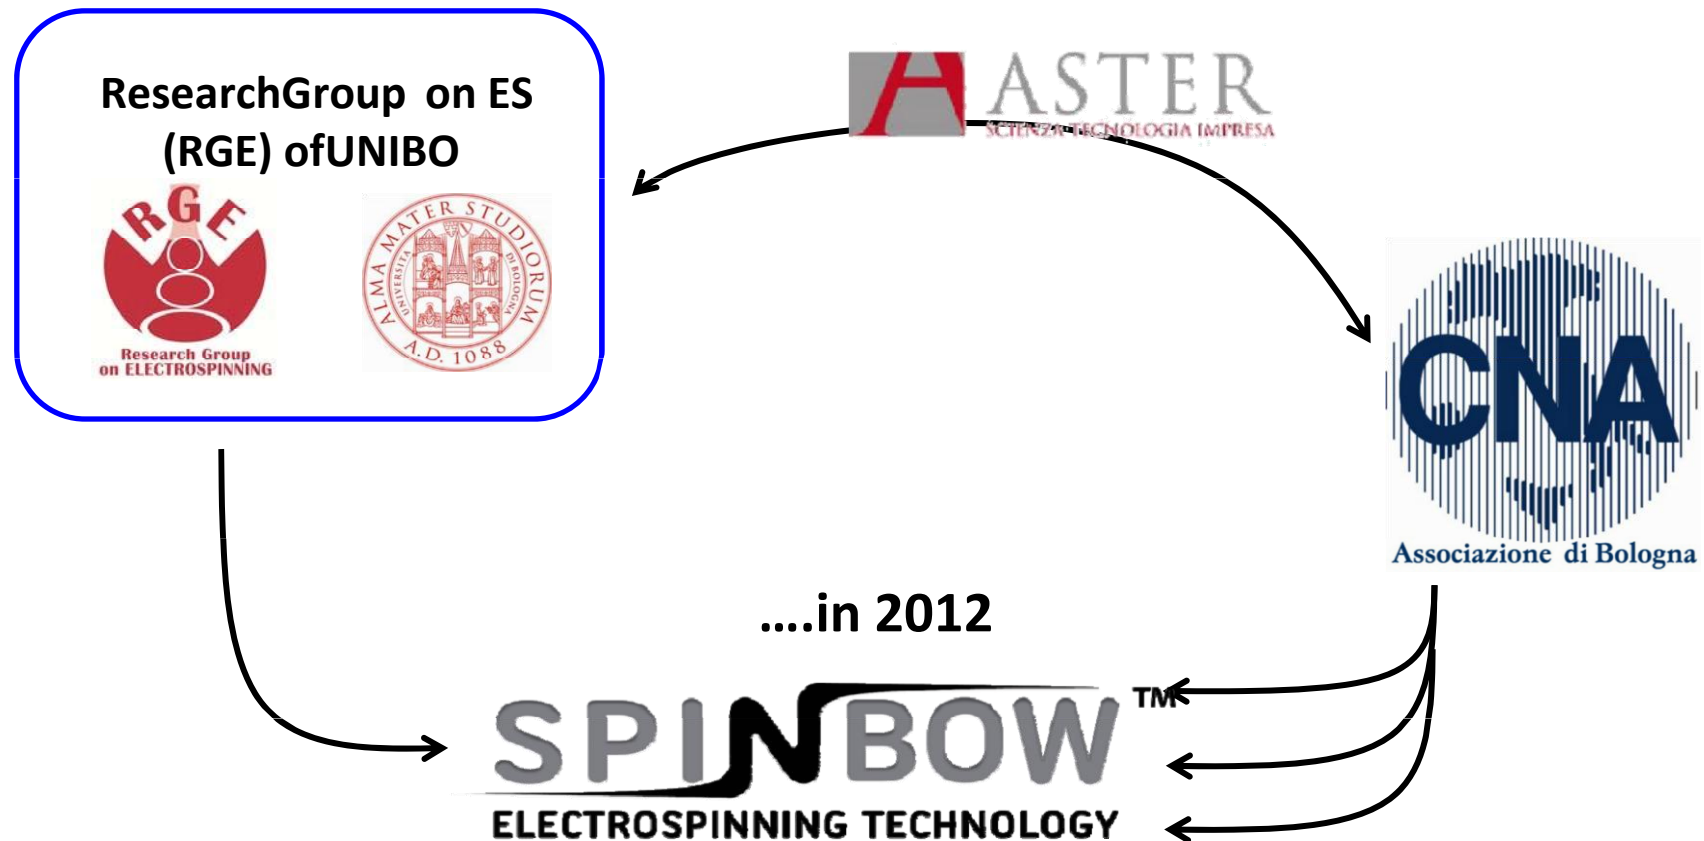 ResearchGroup on ES
(RGE) ofUNIBO
RGE
Research Group
on ELECTROSPINNING
ALMA MATER STUDIORUM
UNIVERSITA DI BOLOGNA
A.D. 1088
ASTER
SCIENZA TECNOLOGIA IMPRESA
CNA
Associazione di Bologna
....in 2012
SPINBOW TM
ELECTROSPINNING TECHNOLOGY